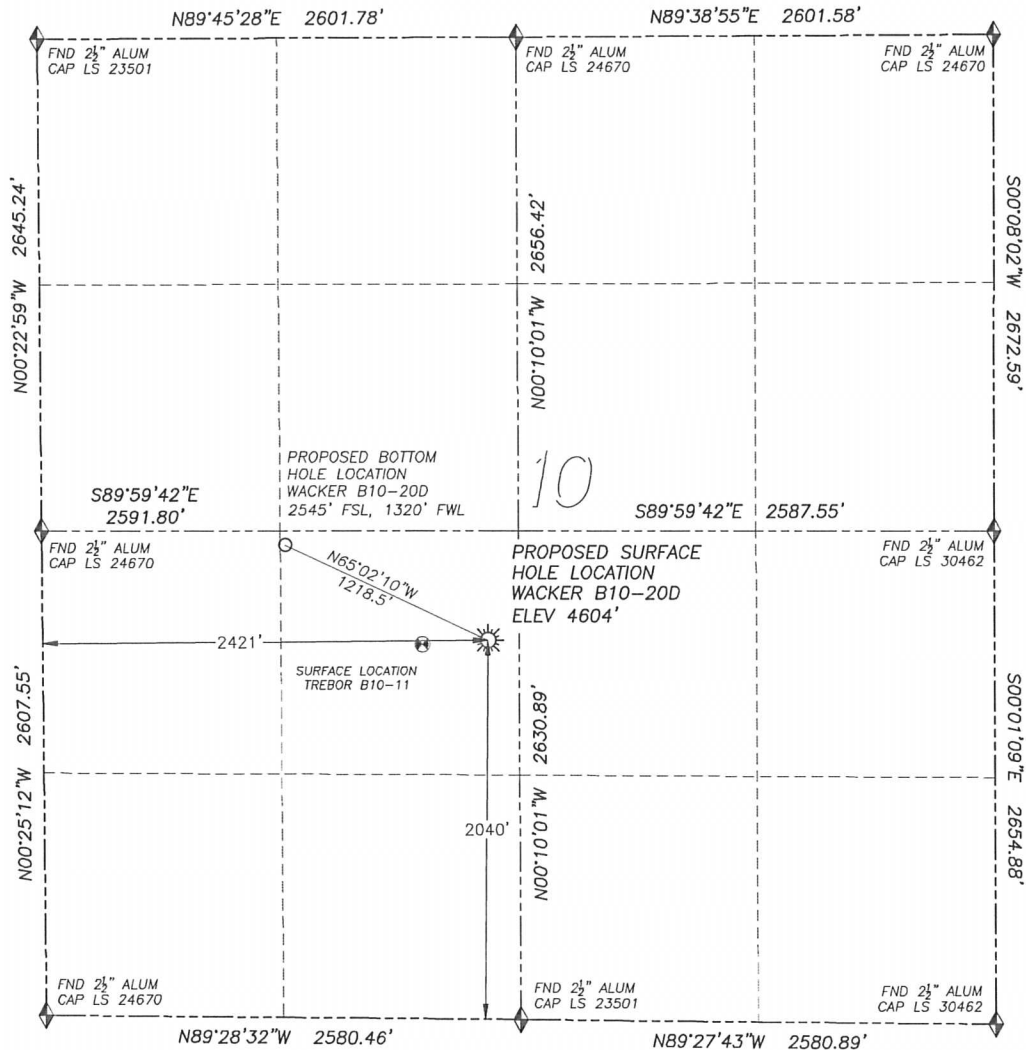 N89°45'28"E 2601.78'
N89°38'55"E 2601.58'
FND 2½" ALUM
CAP LS 23501
FND 2½" ALUM
CAP LS 24670
FND 2½" ALUM
CAP LS 24670
N00°22'59"W 2645.24'
N00°10'01"W 2656.42'
S00°08'02"W 2672.59'
PROPOSED BOTTOM
HOLE LOCATION
WACKER B10-20D
2545' FSL, 1320' FWL
10
S89°59'42"E
2591.80'
S89°59'42"E 2587.55'
FND 2½" ALUM
CAP LS 24670
FND 2½" ALUM
CAP LS 30462
N65°02'10"W
1218.5'
PROPOSED SURFACE
HOLE LOCATION
WACKER B10-20D
ELEV 4604'
2421'
SURFACE LOCATION
TREBOR B10-11
N00°25'12"W 2607.55'
N00°10'01"W 2630.89'
S00°01'09"E 2654.88'
2040'
FND 2½" ALUM
CAP LS 24670
FND 2½" ALUM
CAP LS 23501
FND 2½" ALUM
CAP LS 30462
N89°28'32"W 2580.46'
N89°27'43"W 2580.89'